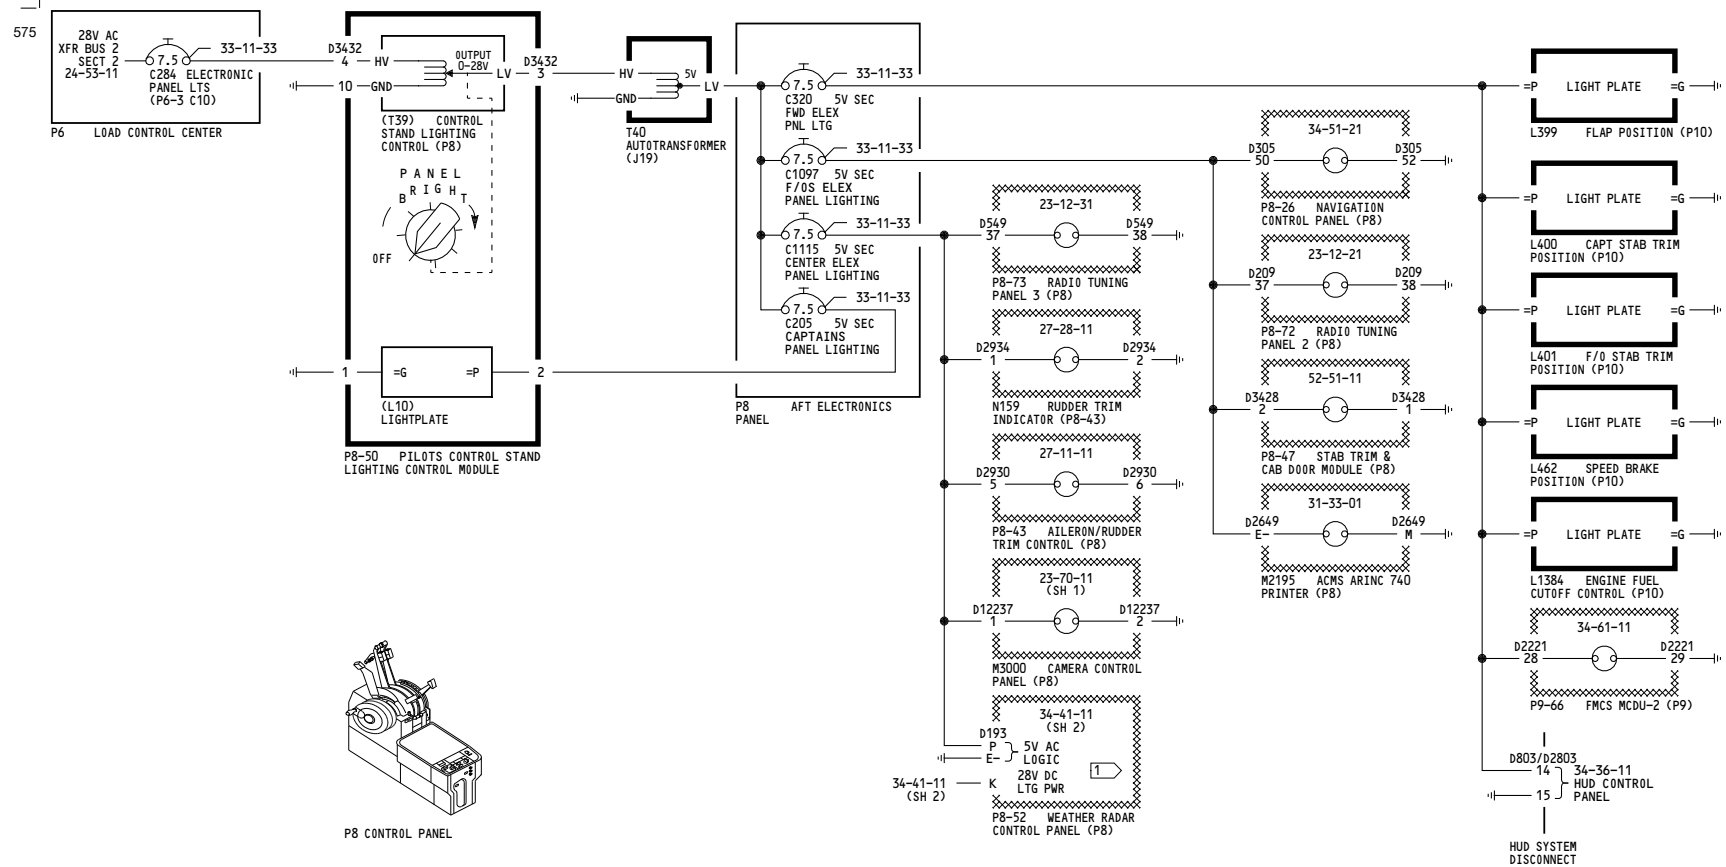 575
28V AC
XFR BUS 2
SECT 2
24-53-11
7.5
33-11-33
C284 ELECTRONIC
PANEL LTS
(P6-3 C10)
P6 LOAD CONTROL CENTER
D3432
4
HV
10
GND
OUTPUT
0-28V
LV
D3432
3
(T39) CONTROL
STAND LIGHTING
CONTROL (P8)
PANEL
BRIGHT
OFF
1
=G
=P
2
(L10)
LIGHTPLATE
P8-50 PILOTS CONTROL STAND
LIGHTING CONTROL MODULE
HV
GND
5V
LV
T40
AUTOTRANSFORMER
(J19)
7.5
33-11-33
C320 5V SEC
FWD ELEX
PNL LTG
7.5
33-11-33
C1097 5V SEC
F/OS ELEX
PANEL LIGHTING
7.5
33-11-33
C1115 5V SEC
CENTER ELEX
PANEL LIGHTING
7.5
33-11-33
C205 5V SEC
CAPTAINS
PANEL LIGHTING
P8 AFT ELECTRONICS
PANEL
23-12-31
D549
37
D549
38
P8-73 RADIO TUNING
PANEL 3 (P8)
27-28-11
D2934
1
D2934
2
N159 RUDDER TRIM
INDICATOR (P8-43)
27-11-11
D2930
5
D2930
6
P8-43 AILERON/RUDDER
TRIM CONTROL (P8)
23-70-11
(SH 1)
D12237
1
D12237
2
M3000 CAMERA CONTROL
PANEL (P8)
34-41-11
(SH 2)
D193
P
E-
5V AC
LOGIC
34-41-11
(SH 2)
K
28V DC
LTG PWR
1
P8-52 WEATHER RADAR
CONTROL PANEL (P8)
34-51-21
D305
50
D305
52
P8-26 NAVIGATION
CONTROL PANEL (P8)
23-12-21
D209
37
D209
38
P8-72 RADIO TUNING
PANEL 2 (P8)
52-51-11
D3428
2
D3428
1
P8-47 STAB TRIM &
CAB DOOR MODULE (P8)
31-33-01
D2649
E-
D2649
M
M2195 ACMS ARINC 740
PRINTER (P8)
=P LIGHT PLATE =G
L399 FLAP POSITION (P10)
=P LIGHT PLATE =G
L400 CAPT STAB TRIM
POSITION (P10)
=P LIGHT PLATE =G
L401 F/O STAB TRIM
POSITION (P10)
=P LIGHT PLATE =G
L462 SPEED BRAKE
POSITION (P10)
=P LIGHT PLATE =G
L1384 ENGINE FUEL
CUTOFF CONTROL (P10)
34-61-11
D2221
28
D2221
29
P9-66 FMCS MCDU-2 (P9)
D803/D2803
14
15
34-36-11
HUD CONTROL
PANEL
HUD SYSTEM
DISCONNECT
P8 CONTROL PANEL